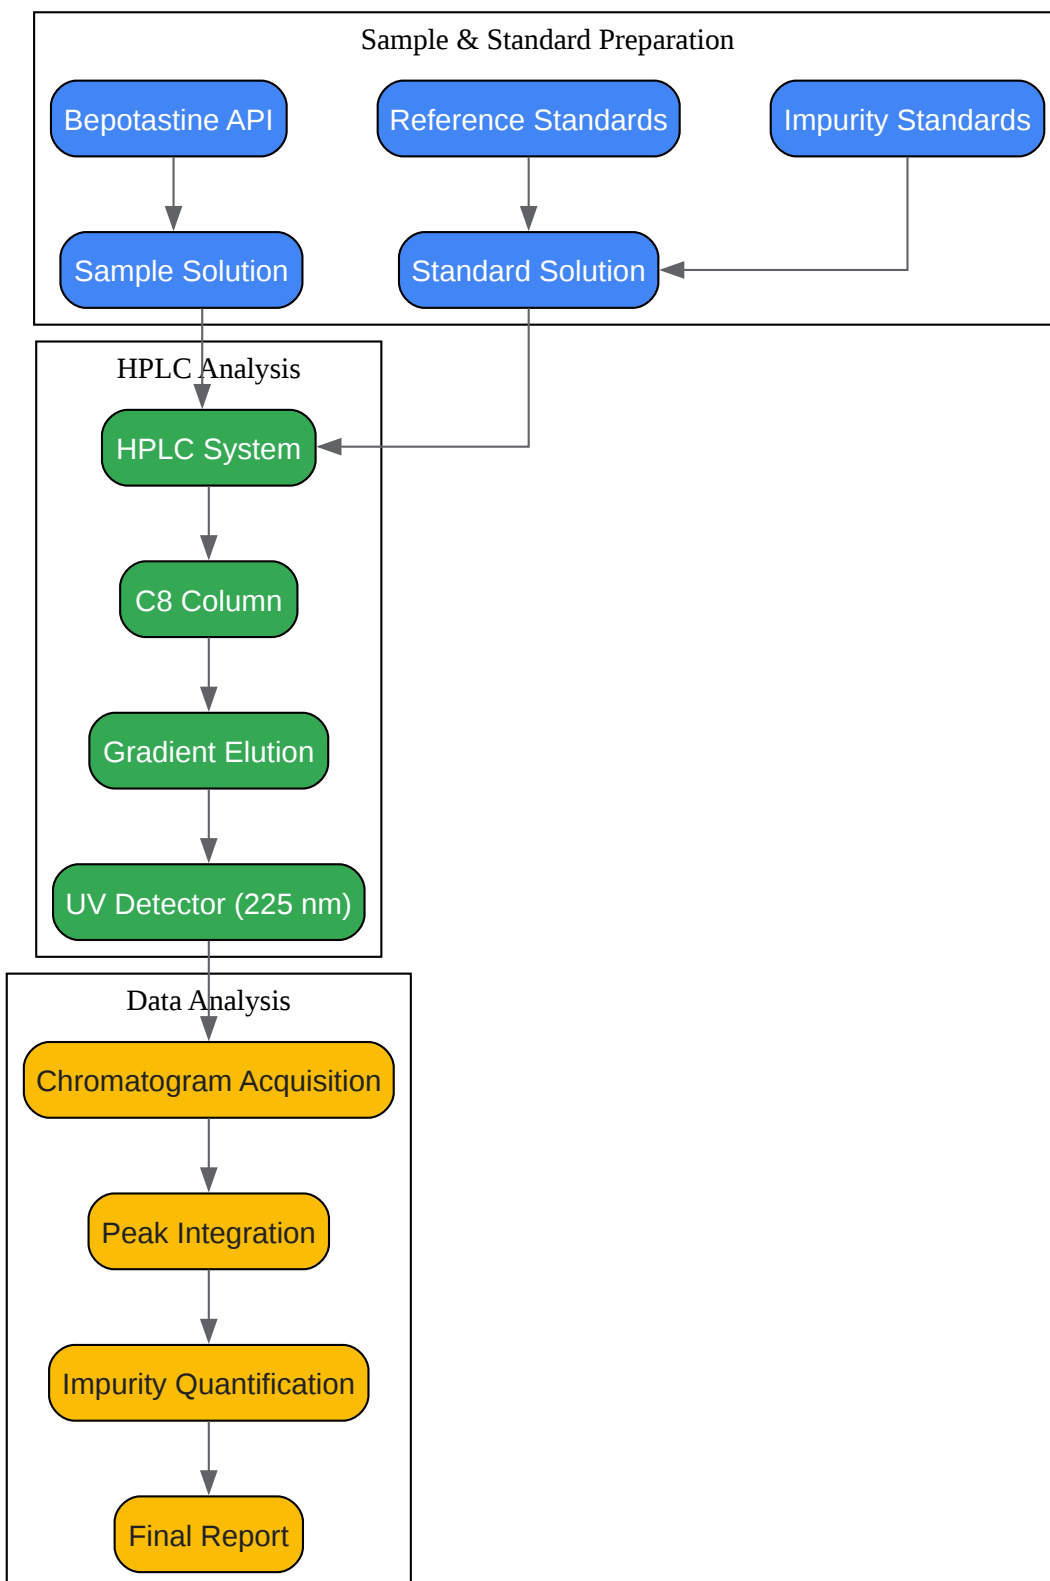 Sample & Standard Preparation
Bepotastine API
Reference Standards
Impurity Standards
Sample Solution
Standard Solution
HPLC Analysis
HPLC System
C8 Column
Gradient Elution
UV Detector (225 nm)
Data Analysis
Chromatogram Acquisition
Peak Integration
Impurity Quantification
Final Report